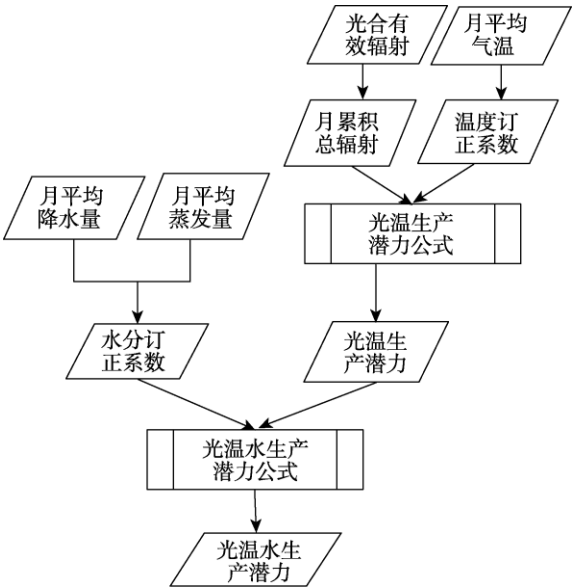 光合有
效辐射
月平均
气温
月累积
总辐射
温度订
正系数
月平均
降水量
月平均
蒸发量
光温生产
潜力公式
水分订
正系数
光温生
产潜力
光温水生产
潜力公式
光温水生
产潜力